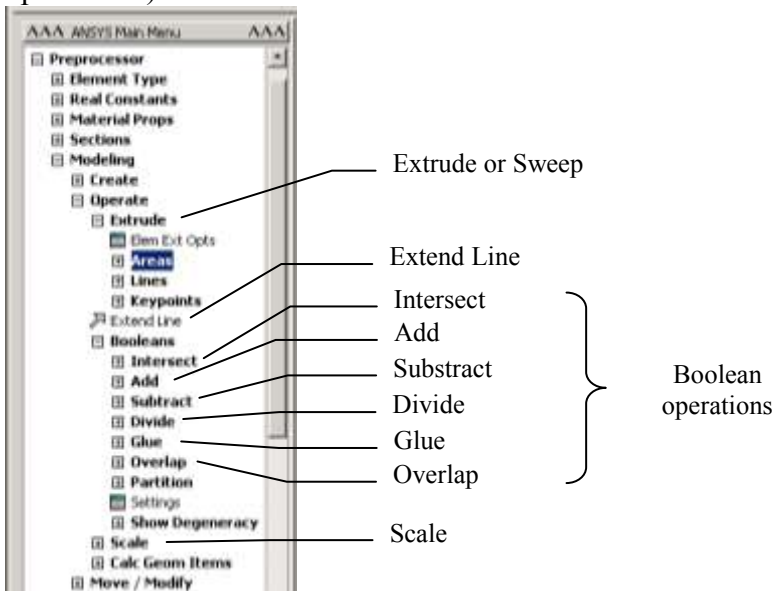 AAA ANSYS Main Menu AAA
Preprocessor
Element Type
Real Constants
Material Props
Sections
Modeling
Create
Operate
Extrude
Elem Ext Opts
Areas
Lines
Keypoints
Extend Line
Booleans
Intersect
Add
Subtract
Divide
Glue
Overlap
Partition
Settings
Show Degeneracy
Scale
Calc Geom Items
Move / Modify
Extrude or Sweep
Extend Line
Intersect
Add
Substract
Divide
Glue
Overlap
Scale
Boolean
operations